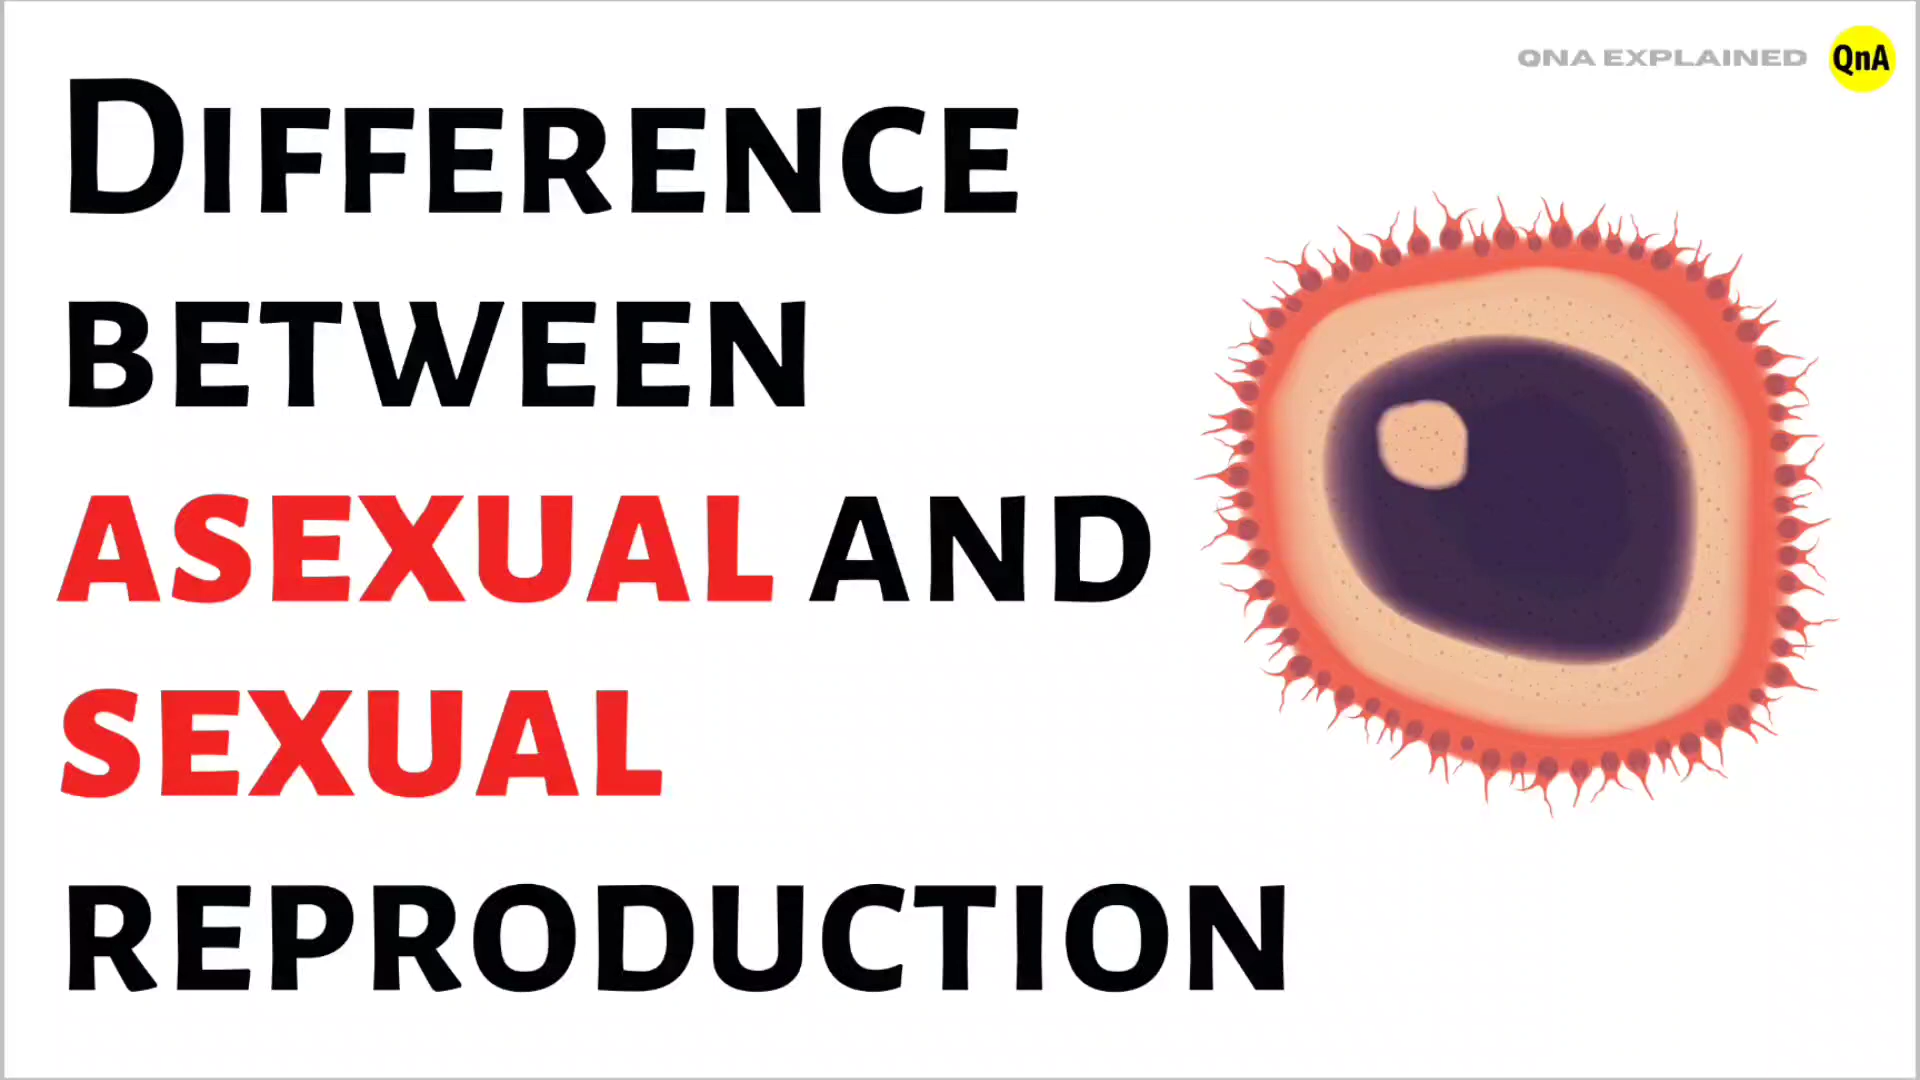 QNA EXPLAINED QnA
DIFFERENCE
BETWEEN
ASEXUAL AND
SEXUAL
REPRODUCTION